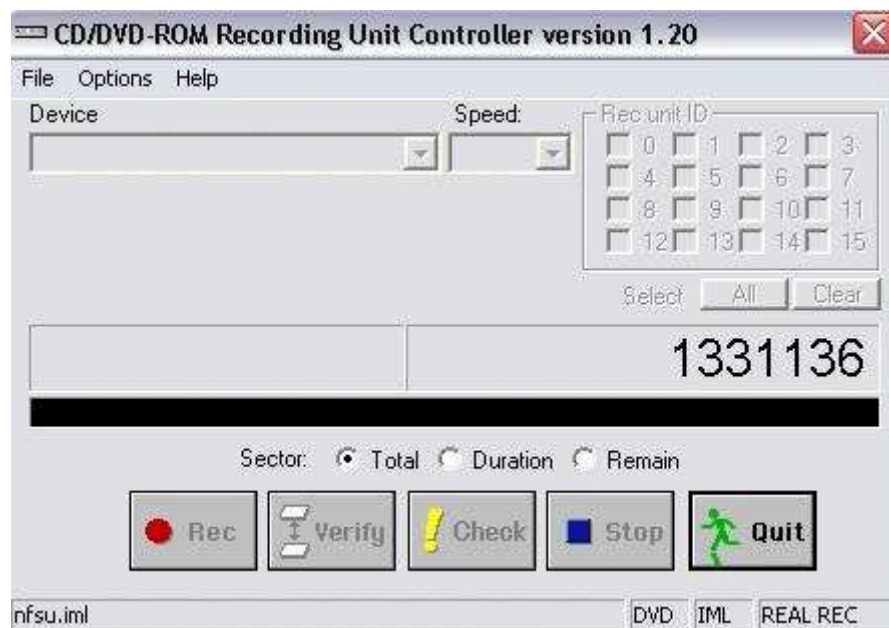 CD/DVD-ROM Recording Unit Controller version 1.20
File Options Help
Device Speed: Rec unit ID
0 1 2 3
4 5 6 7
8 9 10 11
12 13 14 15
Select All Clear
1331136
Sector: Total Duration Remain
Rec Verify Check Stop Quit
nfsu.iml DVD IML REAL REC